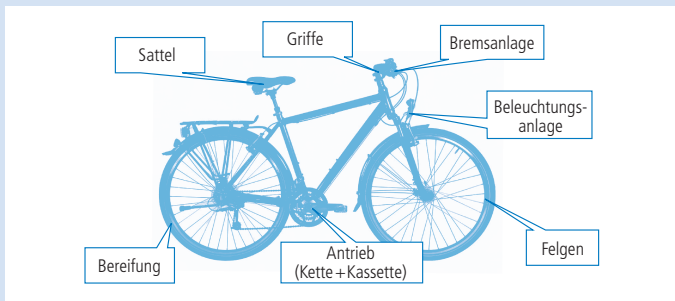 Griffe
Bremsanlage
Sattel
Beleuchtungs-
anlage
Felgen
Antrieb
(Kette+Kassette)
Bereifung